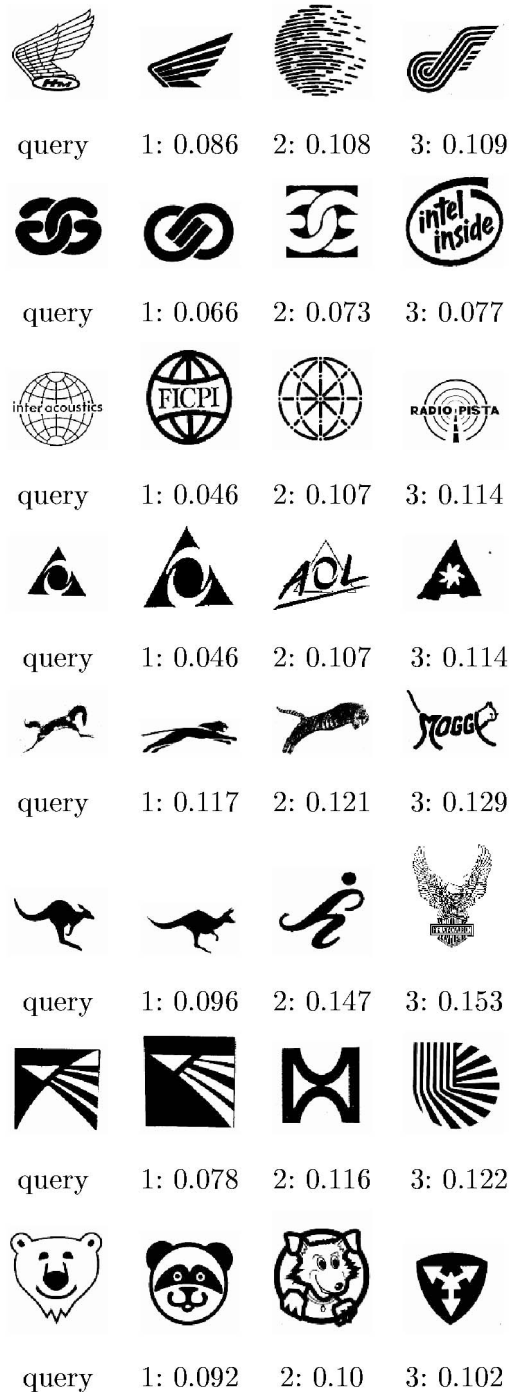 HM
query 1: 0.086 2: 0.108 3: 0.109
intel
inside
query 1: 0.066 2: 0.073 3: 0.077
inter acoustics FICPI RADIO PISTA
query 1: 0.046 2: 0.107 3: 0.114
AOL
query 1: 0.046 2: 0.107 3: 0.114
MOGGY
query 1: 0.117 2: 0.121 3: 0.129
query 1: 0.096 2: 0.147 3: 0.153
query 1: 0.078 2: 0.116 3: 0.122
query 1: 0.092 2: 0.10 3: 0.102